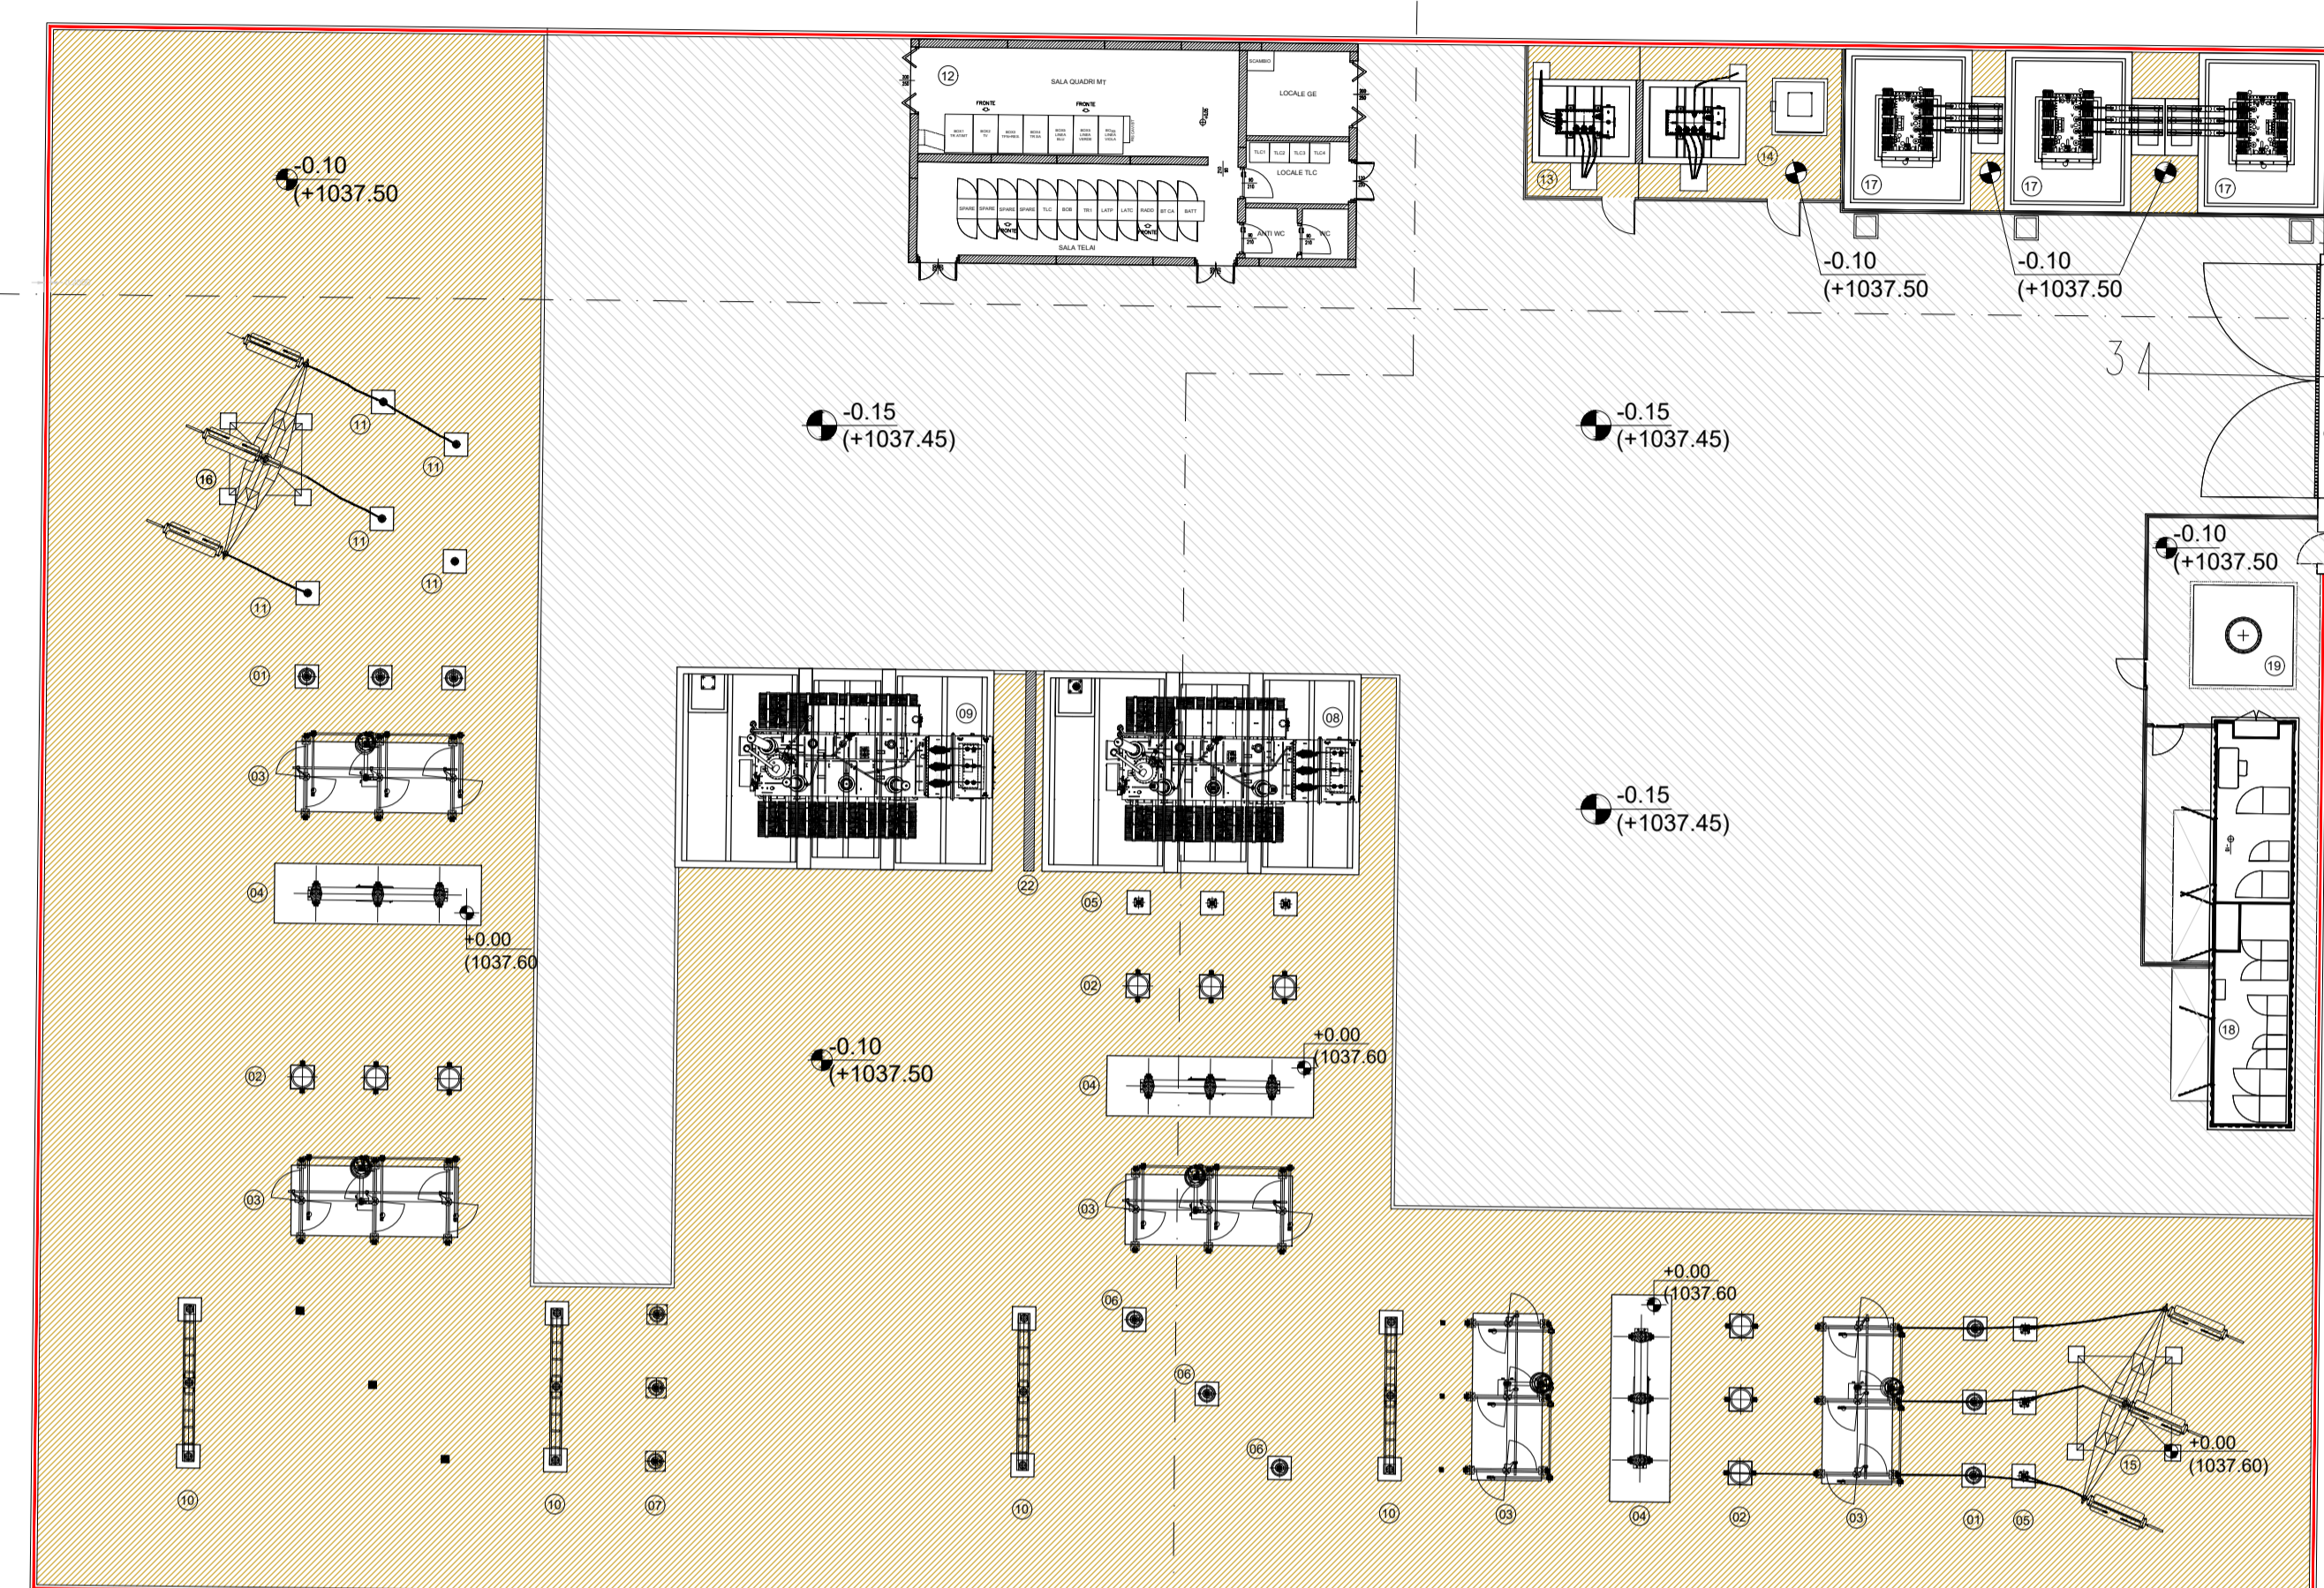 12
SALA QUADRI MT
FRONTE
FRONTE
SCAMBIO
LOCALE GE
TLC1
TLC2
TLC3
TLC4
LOCALE TLC
SPARE
SPARE
SPARE
SPARE
TLC
BOB
TR1
LATP
LATC
RADD
BT CA
BATT
FRONTE
FRONTE
SALA TELAI
ANTI WC
WC
13
14
17
17
17
-0.10
(+1037.50
-0.10
(+1037.50
-0.10
(+1037.50
34
-0.15
(+1037.45)
-0.15
(+1037.45)
11
11
16
11
11
11
-0.10
(+1037.50
19
01
09
08
03
-0.15
(+1037.45)
04
22
05
+0.00
(1037.60
02
18
-0.10
(+1037.50
+0.00
(1037.60
02
04
03
03
+0.00
(1037.60
06
06
06
+0.00
(1037.60)
15
10
10
07
10
10
03
04
02
03
01
05